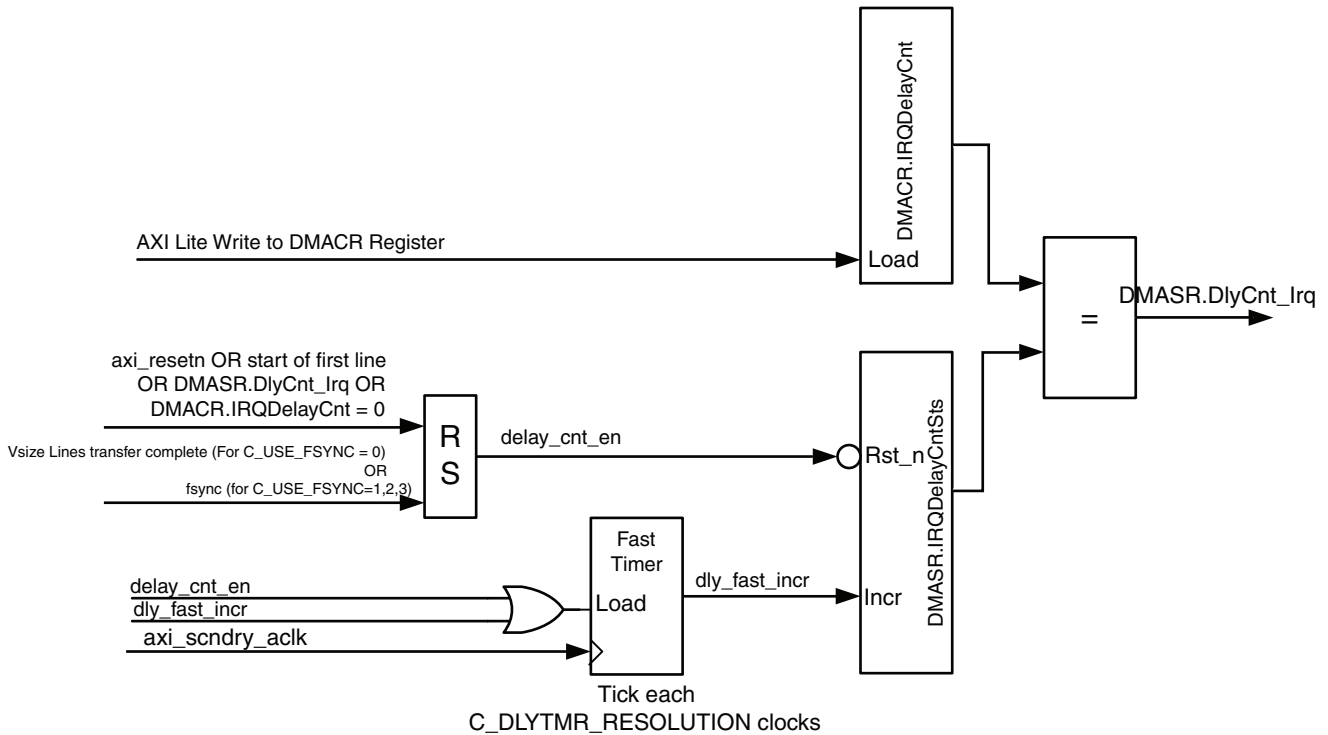 DMACR.IRQDelayCnt
AXI Lite Write to DMACR Register
Load
DMASR.DlyCnt_Irq
=
axi_resetn OR start of first line
OR DMASR.DlyCnt_Irq OR
DMACR.IRQDelayCnt = 0
Vsize Lines transfer complete (For C_USE_FSYNC = 0)
OR
fsync (for C_USE_FSYNC=1,2,3)
R
S
delay_cnt_en
Rst_n
DMASR.IRQDelayCntSts
Fast
Timer
Load
dly_fast_incr
Incr
delay_cnt_en
dly_fast_incr
axi_scndry_aclk
Tick each
C_DLYTMR_RESOLUTION clocks